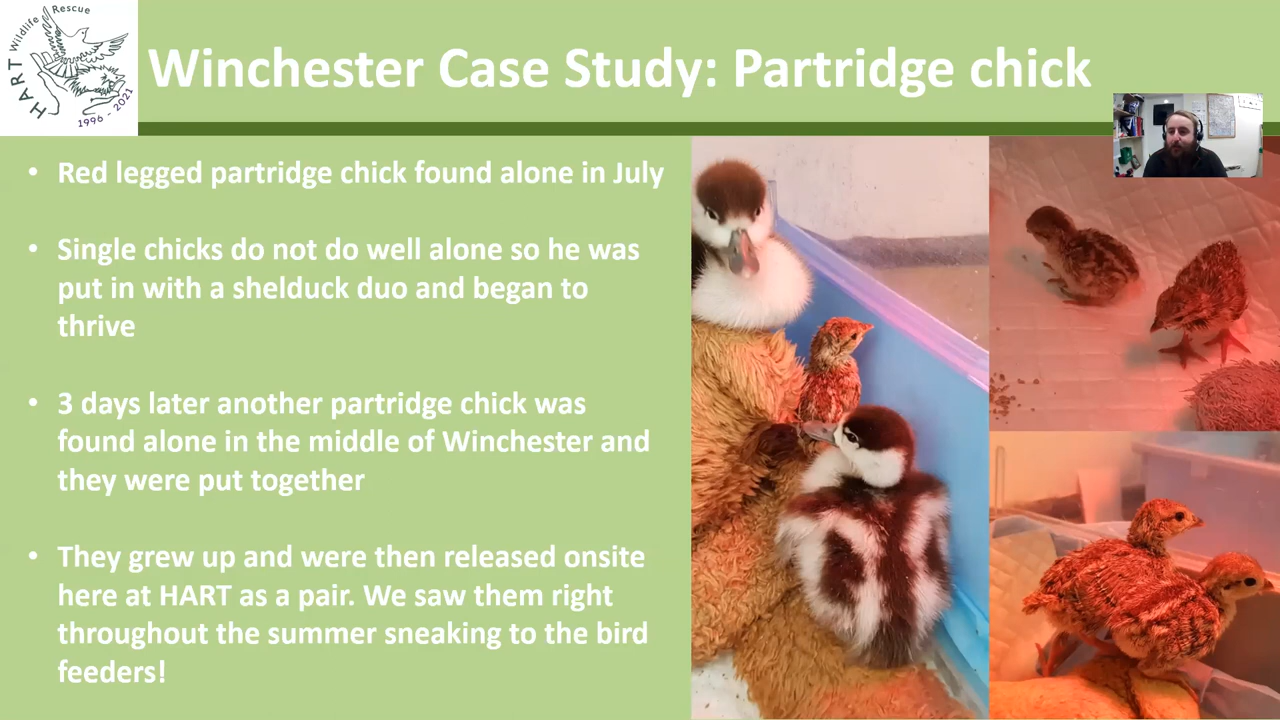 HART Wildlife Rescue
1996 - 2021
Winchester Case Study: Partridge chick
• Red legged partridge chick found alone in July
• Single chicks do not do well alone so he was
put in with a shelduck duo and began to
thrive
• 3 days later another partridge chick was
found alone in the middle of Winchester and
they were put together
• They grew up and were then released onsite
here at HART as a pair. We saw them right
throughout the summer sneaking to the bird
feeders!